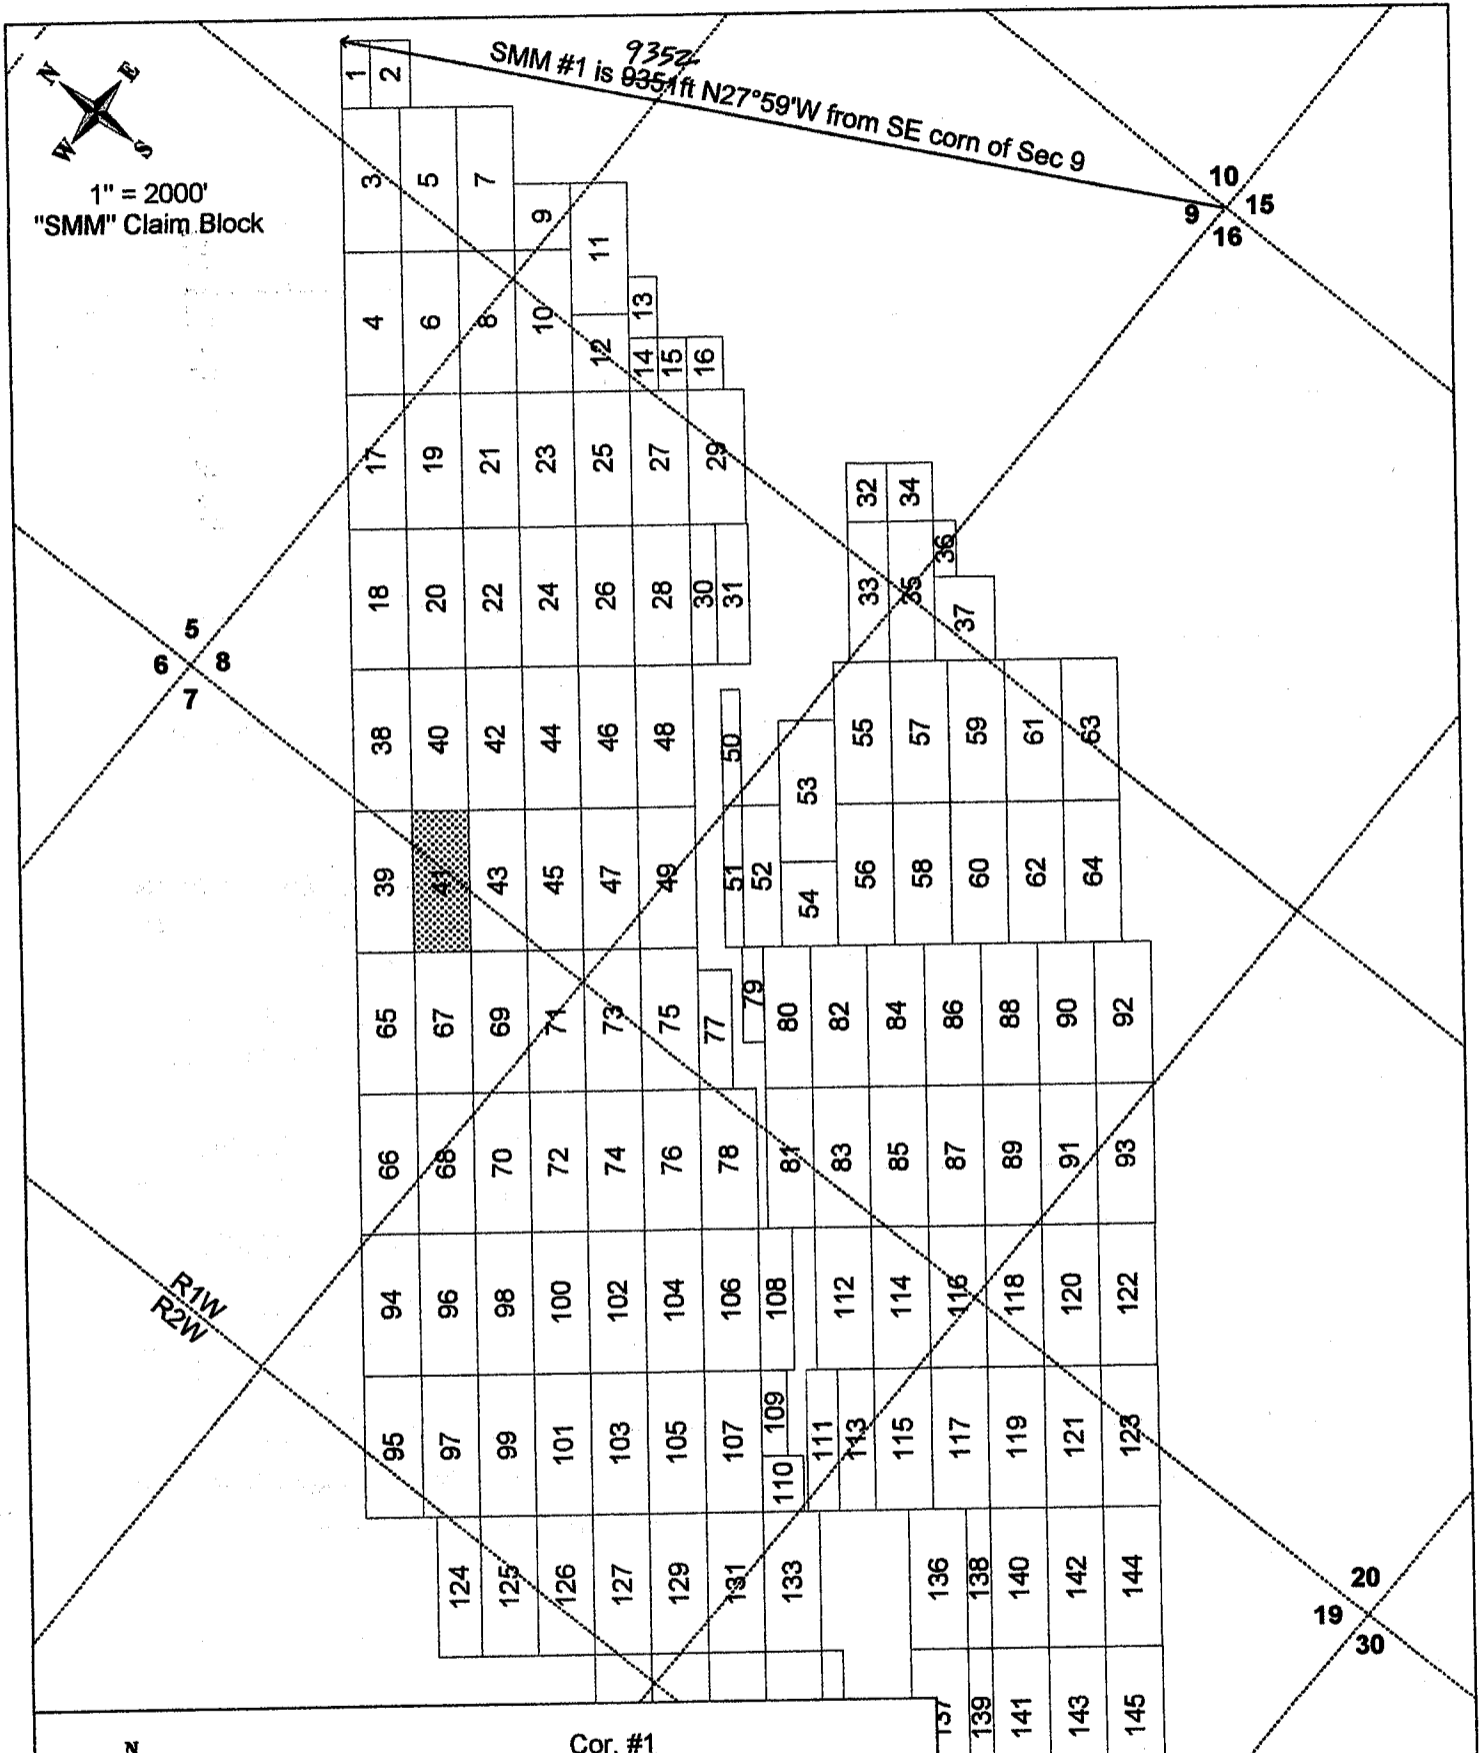 N E
W S
1" = 2000'
"SMM" Claim Block
9352
SMM #1 is 9351ft N27°59'W from SE corn of Sec 9
10
9 15
16
1 2
3 5 7
9
11
4 6 8 10
13
12
14 15 16
17 19 21 23 25 27 29
32 34
36
18 20 22 24 26 28 30 31
33 35
37
5
6 8
7
38 40 42 44 46 48
50
53
55 57 59 61 63
39 41 43 45 47 49
51 52
54
56 58 60 62 64
65 67 69 71 73 75 77
79
80 82 84 86 88 90 92
66 68 70 72 74 76 78
81 83 85 87 89 91 93
R1W
R2W
94 96 98 100 102 104 106 108
112 114 116 118 120 122
95 97 99 101 103 105 107 109
110
111 113 115 117 119 121 123
124 125 126 127 129 131 133
136 138 140 142 144
20
19
30
137 139 141 143 145
N
Cor. #1